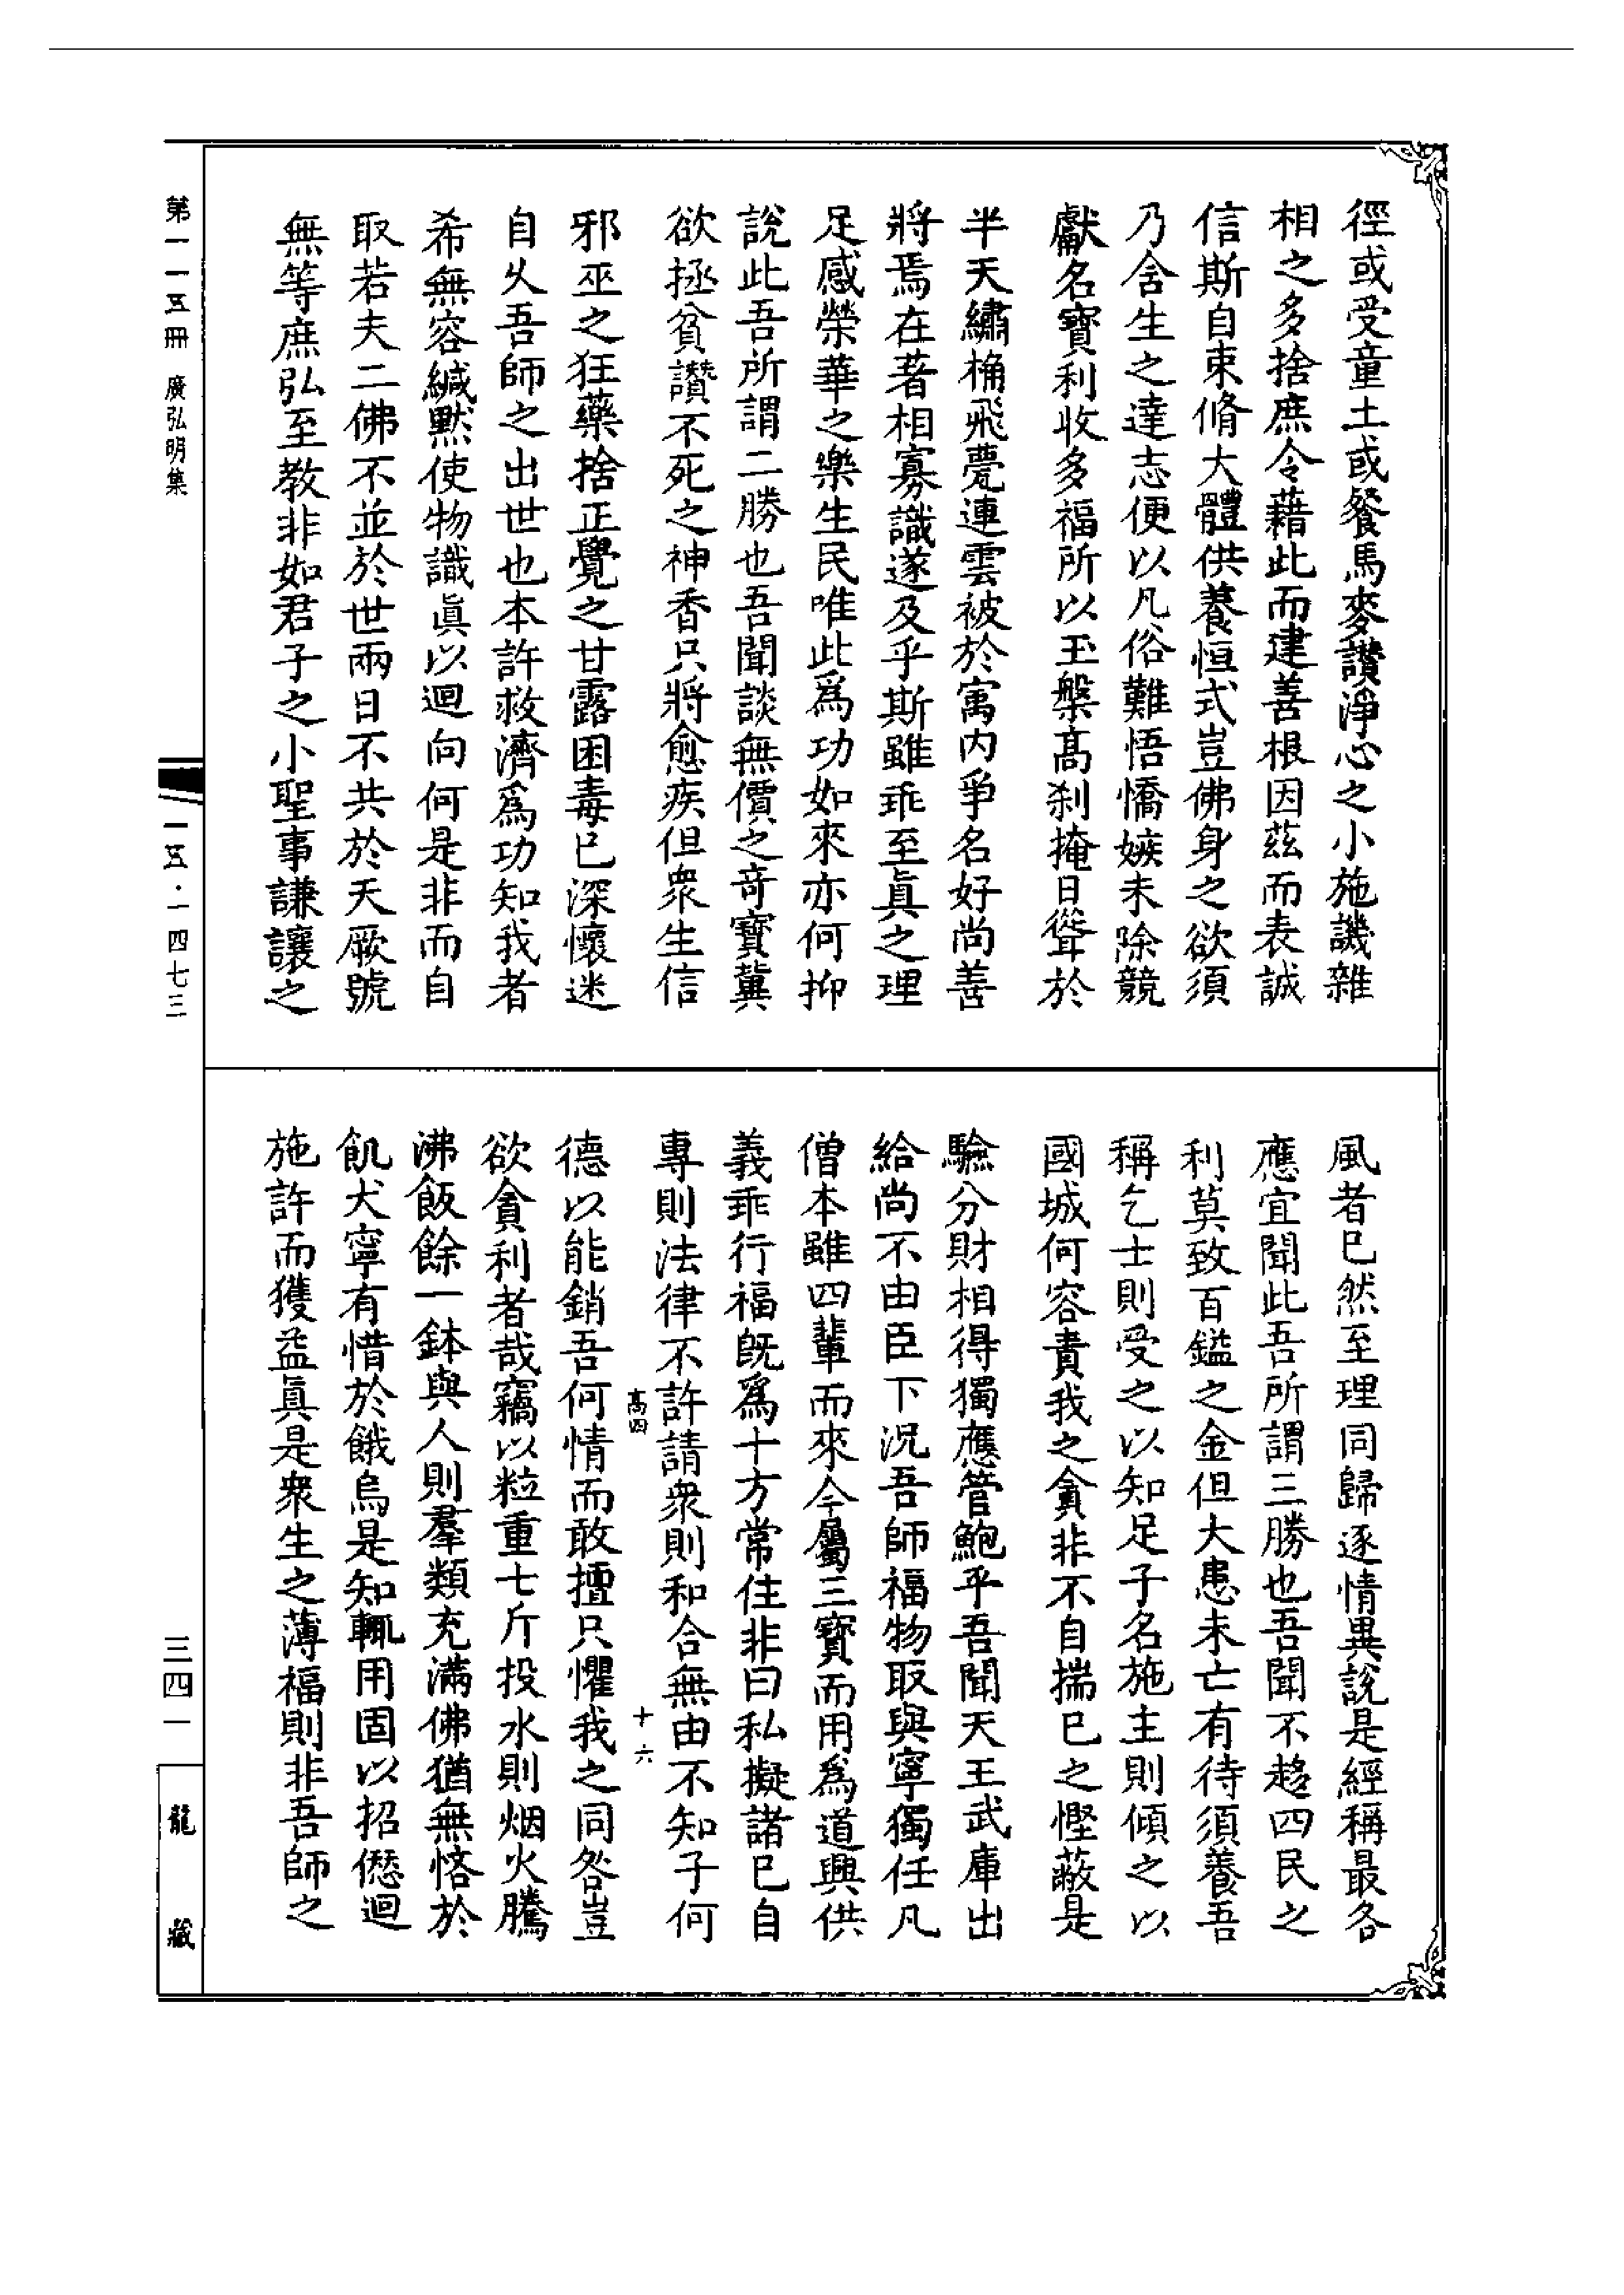 徑或受童土或餐馬麥讚淨心之小施譏雜
相之多捨庶令藉此而建善根因茲而表誠
信斯自束脩大體供養恒式豈佛身之欲須
乃含生之達志便以凡俗難悟憍嫉未除競
獻名寶利收多福所以玉槃高刹掩日聳於
半天繡桷飛甍連雲被於寓內爭名好尚善
將焉在著相寡識遂及乎斯雖乖至眞之理
足感榮華之樂生民唯此爲功如來亦何抑
說此吾所謂二勝也吾聞談無價之竒寶冀
欲拯貧讚不死之神香只將愈疾但衆生信
邪巫之狂藥捨正覺之甘露困毒已深懷迷
自火吾師之出世也本許救濟爲功知我者
希無容緘默使物識眞以迴向何是非而自
取若夫二佛不並於世兩日不共於天厥號
無等庶弘至教非如君子之小聖事謙讓之
風者已然至理同歸逐情異說是經稱最各
應宜聞此吾所謂三勝也吾聞不趍四民之
利莫致百鎰之金但大患未亡有待須養吾
稱乞士則受之以知足子名施主則傾之以
國城何容責我之貪非不自揣已之慳蔽是
驗分財相得獨應管鮑乎吾聞天王武庫出
給尚不由臣下況吾師福物取與寧獨任凡
僧本雖四輩而來今屬三寶而用爲道興供
義乖行福旣爲十方常住非曰私擬諸已自
專則法律不許請衆則和合無由不知子何
高四 十六
德以能銷吾何情而敢擅只懼我之同咎豈
欲貪利者哉竊以粒重七斤投水則烟火騰
沸飯餘一鉢與人則羣類充滿佛猶無悋於
飢犬寧有惜於餓烏是知輒用固以招愆迴
施許而獲益眞是衆生之薄福則非吾師之
第一一五冊 廣弘明集
一五·一四七三
三四一
龍藏